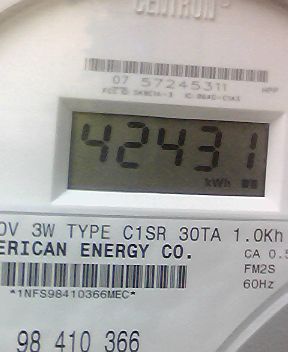 CENTRON
07 57245311
42431
kWh
0V 3W TYPE C1SR 30TA 1.0Kh
ERICAN ENERGY CO.
CA 0.5
FM2S
60Hz
*1NFS98410366MEC*
98 410 366